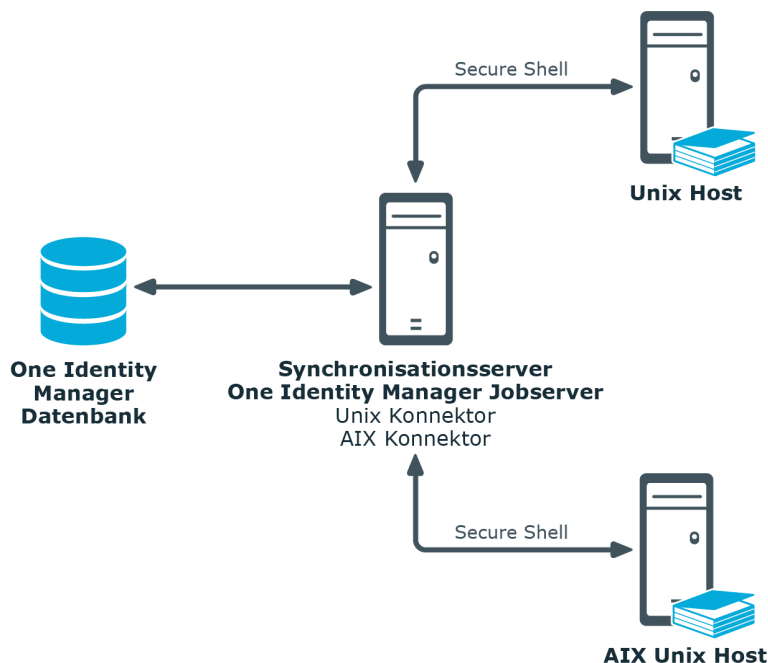 Secure Shell
Unix Host
One Identity
Manager
Datenbank
Synchronisationsserver
One Identity Manager Jobserver
Unix Konnektor
AIX Konnektor
Secure Shell
AIX Unix Host